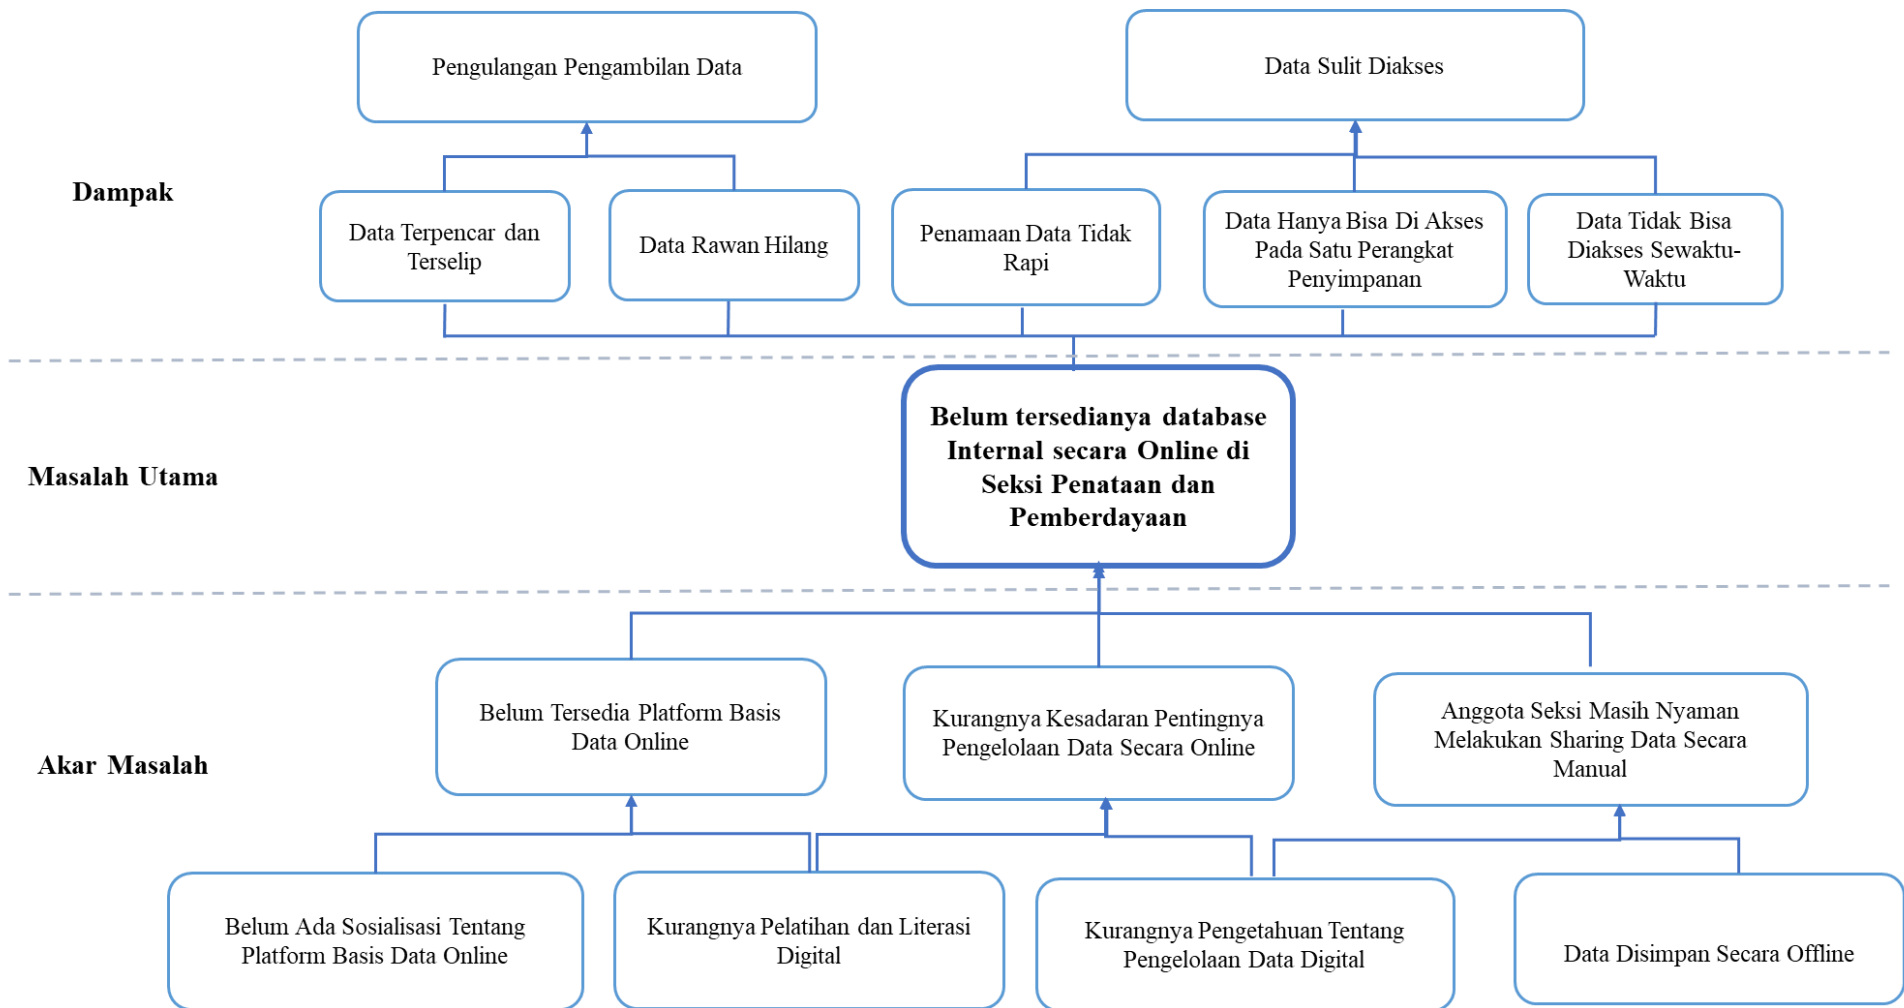 Pengulangan Pengambilan Data
Data Sulit Diakses
Dampak
Data Terpencar dan
Terselip
Data Rawan Hilang
Penamaan Data Tidak
Rapi
Data Hanya Bisa Di Akses
Pada Satu Perangkat
Penyimpanan
Data Tidak Bisa
Diakses Sewaktu-
Waktu
Masalah Utama
Belum tersedianya database
Internal secara Online di
Seksi Penataan dan
Pemberdayaan
Akar Masalah
Belum Tersedia Platform Basis
Data Online
Kurangnya Kesadaran Pentingnya
Pengelolaan Data Secara Online
Anggota Seksi Masih Nyaman
Melakukan Sharing Data Secara
Manual
Belum Ada Sosialisasi Tentang
Platform Basis Data Online
Kurangnya Pelatihan dan Literasi
Digital
Kurangnya Pengetahuan Tentang
Pengelolaan Data Digital
Data Disimpan Secara Offline